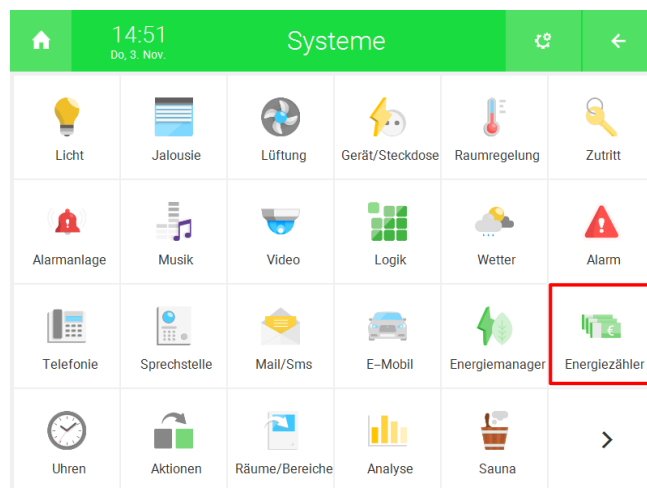 14:51
Do, 3. Nov.
Systeme
Licht
Jalousie
Lüftung
Gerät/Steckdose
Raumregelung
Zutritt
Alarmanlage
Musik
Video
Logik
Wetter
Alarm
Telefonie
Sprechstelle
Mail/Sms
E–Mobil
Energiemanager
Energiezähler
Uhren
Aktionen
Räume/Bereiche
Analyse
Sauna